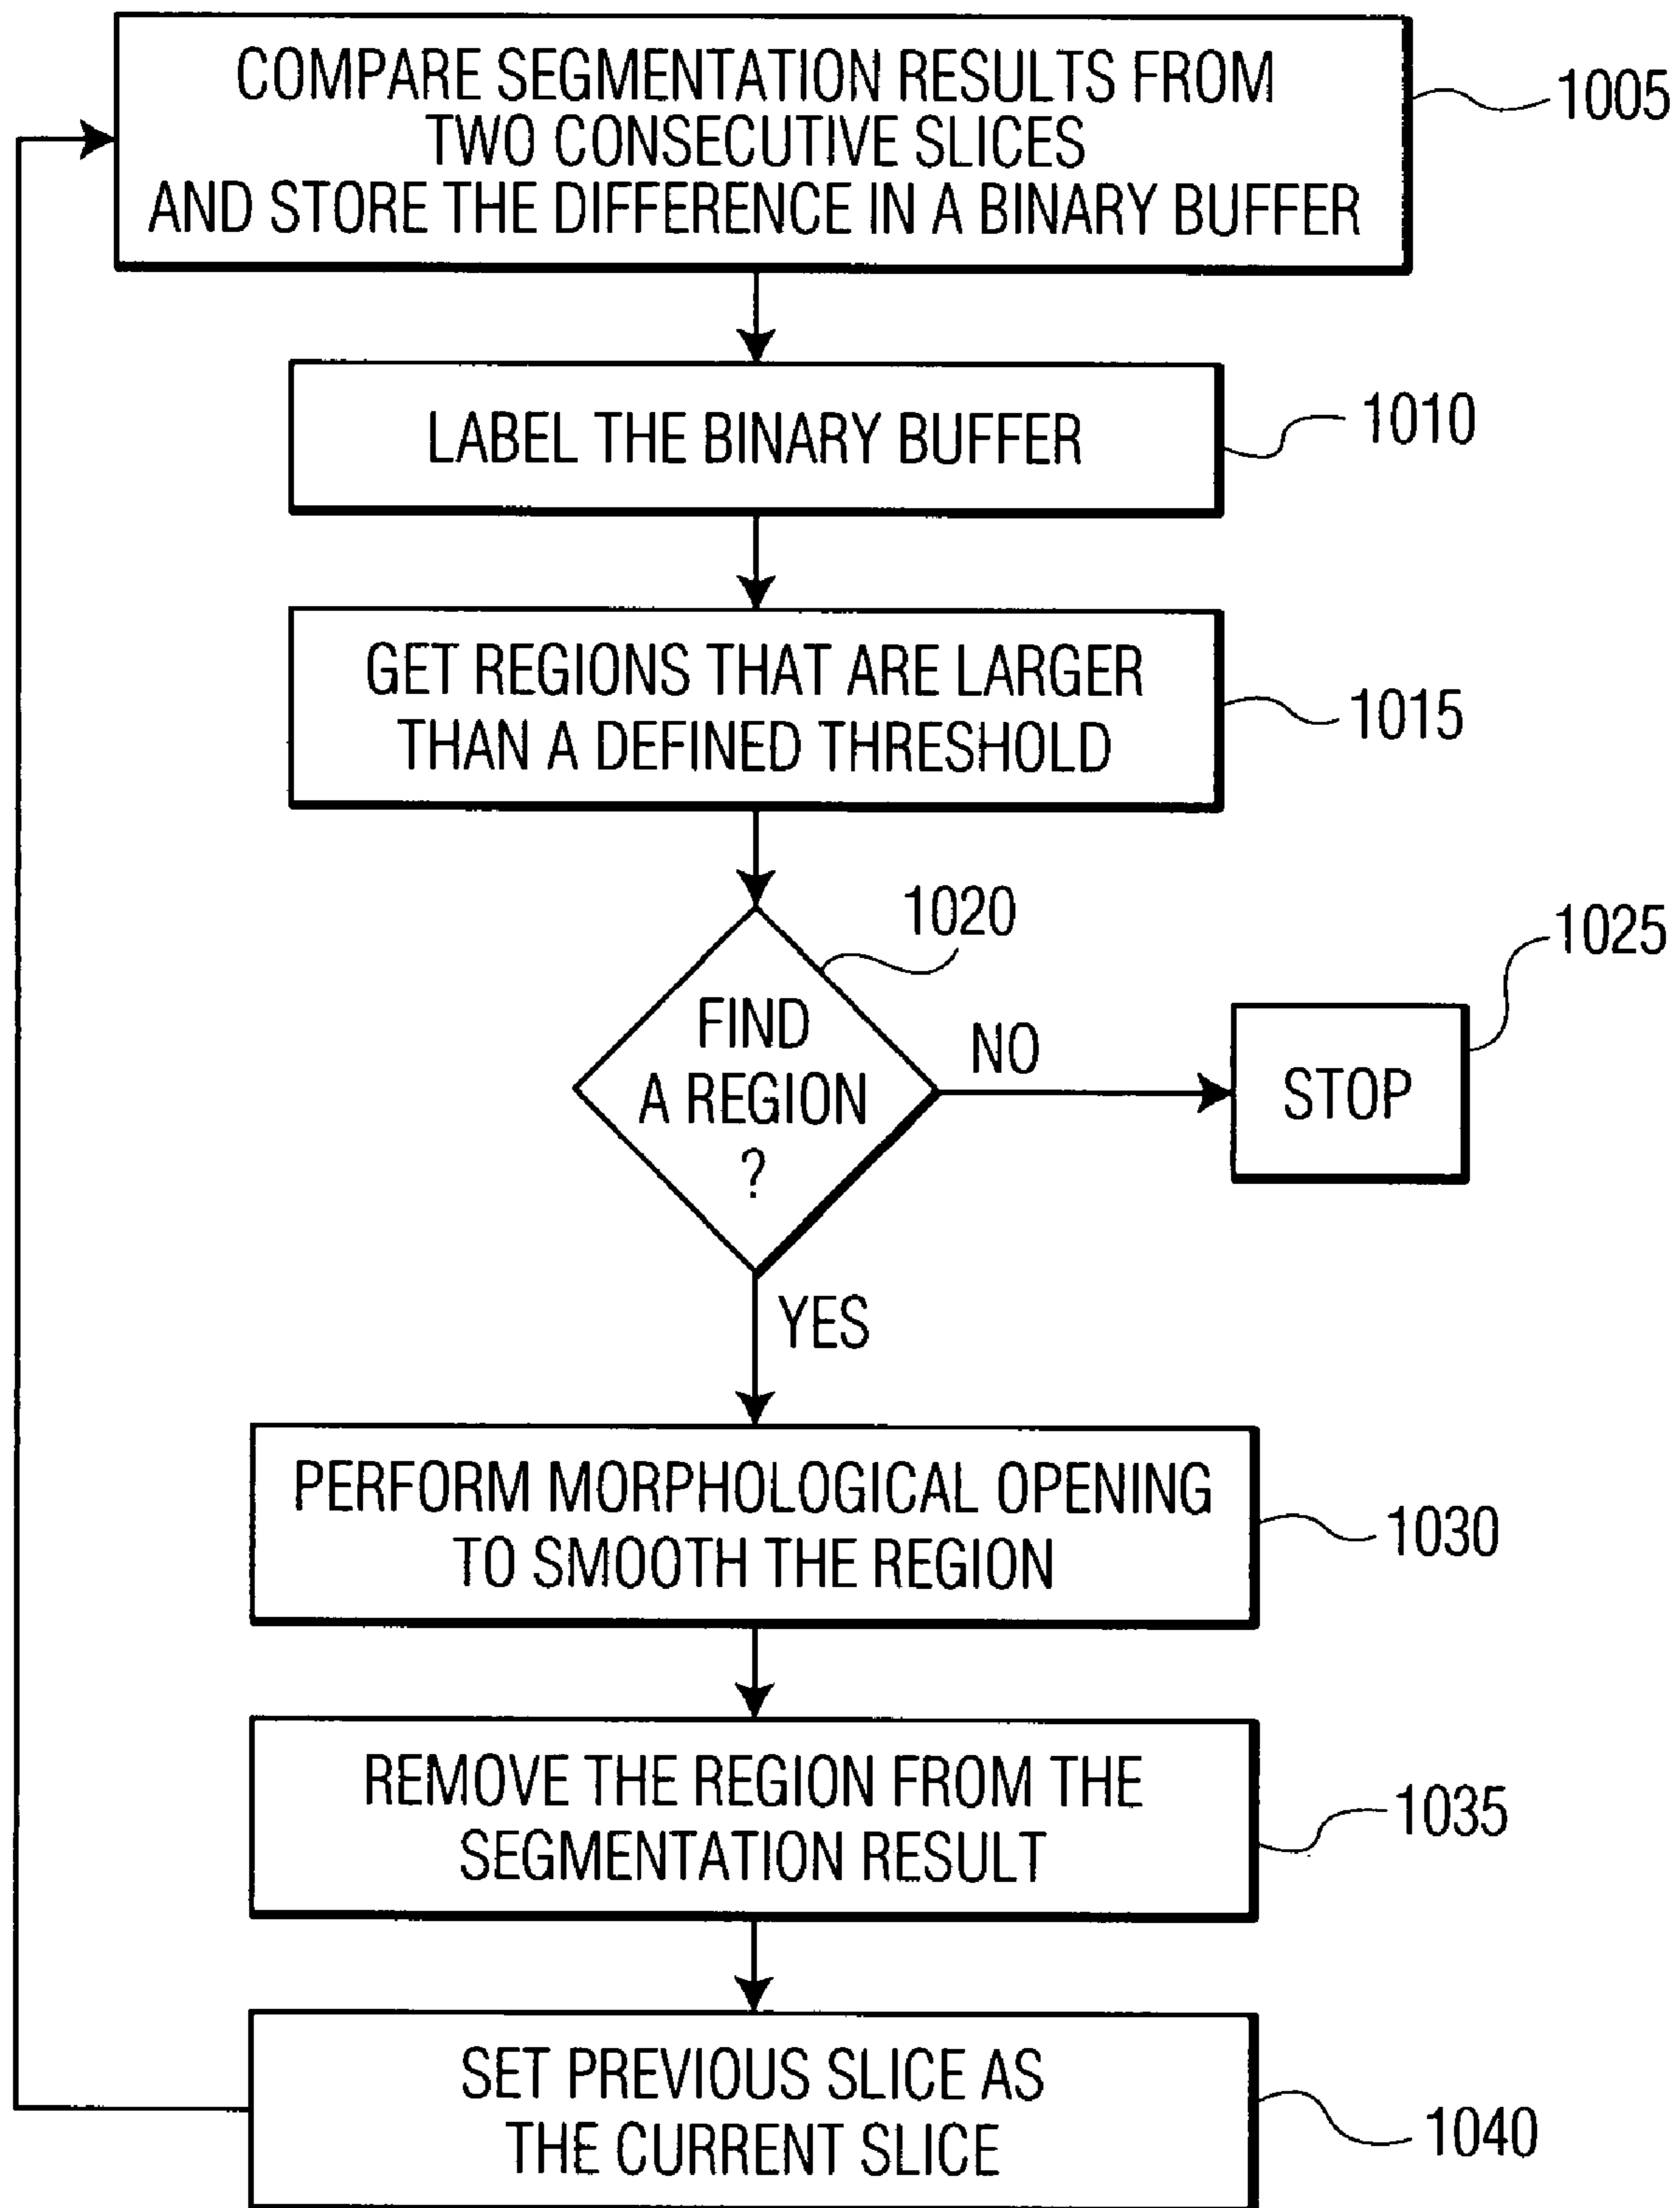 COMPARE SEGMENTATION RESULTS FROM
TWO CONSECUTIVE SLICES
AND STORE THE DIFFERENCE IN A BINARY BUFFER
1005
LABEL THE BINARY BUFFER
1010
GET REGIONS THAT ARE LARGER
THAN A DEFINED THRESHOLD
1015
1020
FIND
A REGION
?
NO
1025
STOP
YES
PERFORM MORPHOLOGICAL OPENING
TO SMOOTH THE REGION
1030
REMOVE THE REGION FROM THE
SEGMENTATION RESULT
1035
SET PREVIOUS SLICE AS
THE CURRENT SLICE
1040